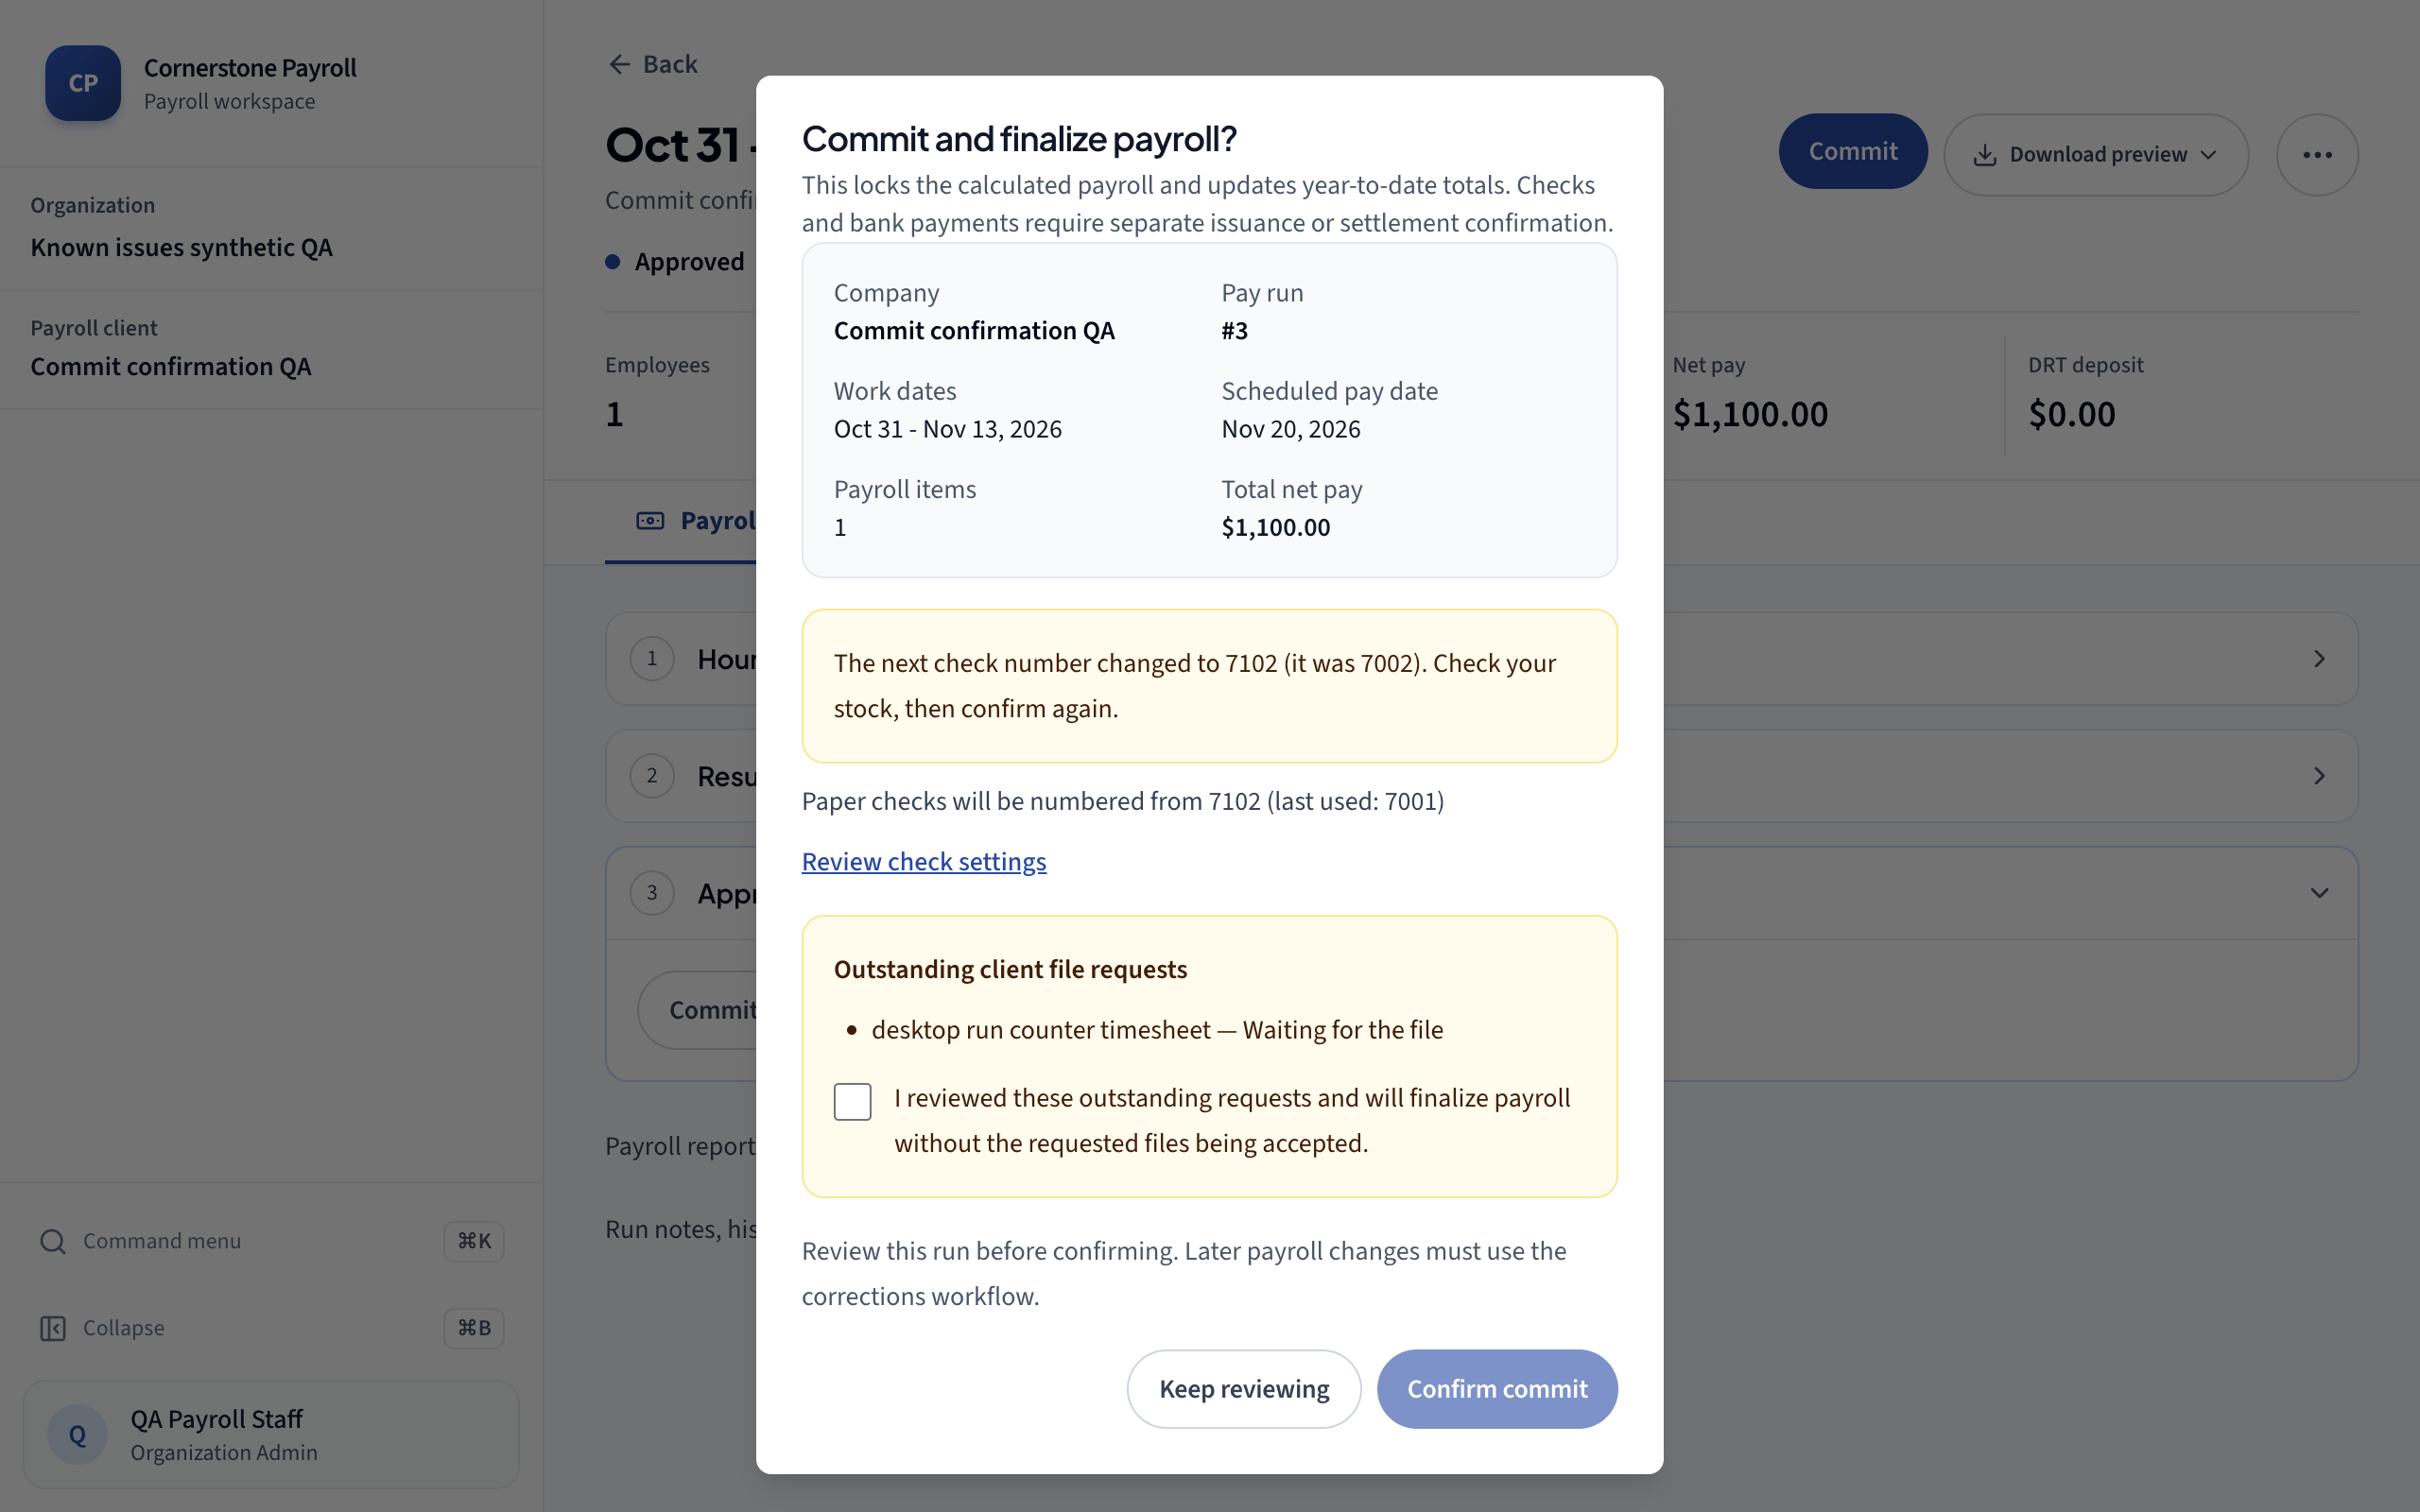 CP
Cornerstone Payroll
Payroll workspace
Organization
Known issues synthetic QA
Payroll client
Commit confirmation QA
Command menu
⌘K
Collapse
⌘B
Q
QA Payroll Staff
Organization Admin
Back
Oct 31 -
Approved
Commit
Download preview
Employees
1
Net pay
$1,100.00
DRT deposit
$0.00
1
2
3
Commit
Payroll report
Run notes,
Commit and finalize payroll?
This locks the calculated payroll and updates year-to-date totals. Checks
and bank payments require separate issuance or settlement confirmation.
Company
Commit confirmation QA
Pay run
#3
Work dates
Oct 31 - Nov 13, 2026
Scheduled pay date
Nov 20, 2026
Payroll items
1
Total net pay
$1,100.00
The next check number changed to 7102 (it was 7002). Check your
stock, then confirm again.
Paper checks will be numbered from 7102 (last used: 7001)
Review check settings
Outstanding client file requests
• desktop run counter timesheet — Waiting for the file
I reviewed these outstanding requests and will finalize payroll
without the requested files being accepted.
Review this run before confirming. Later payroll changes must use the
corrections workflow.
Keep reviewing
Confirm commit